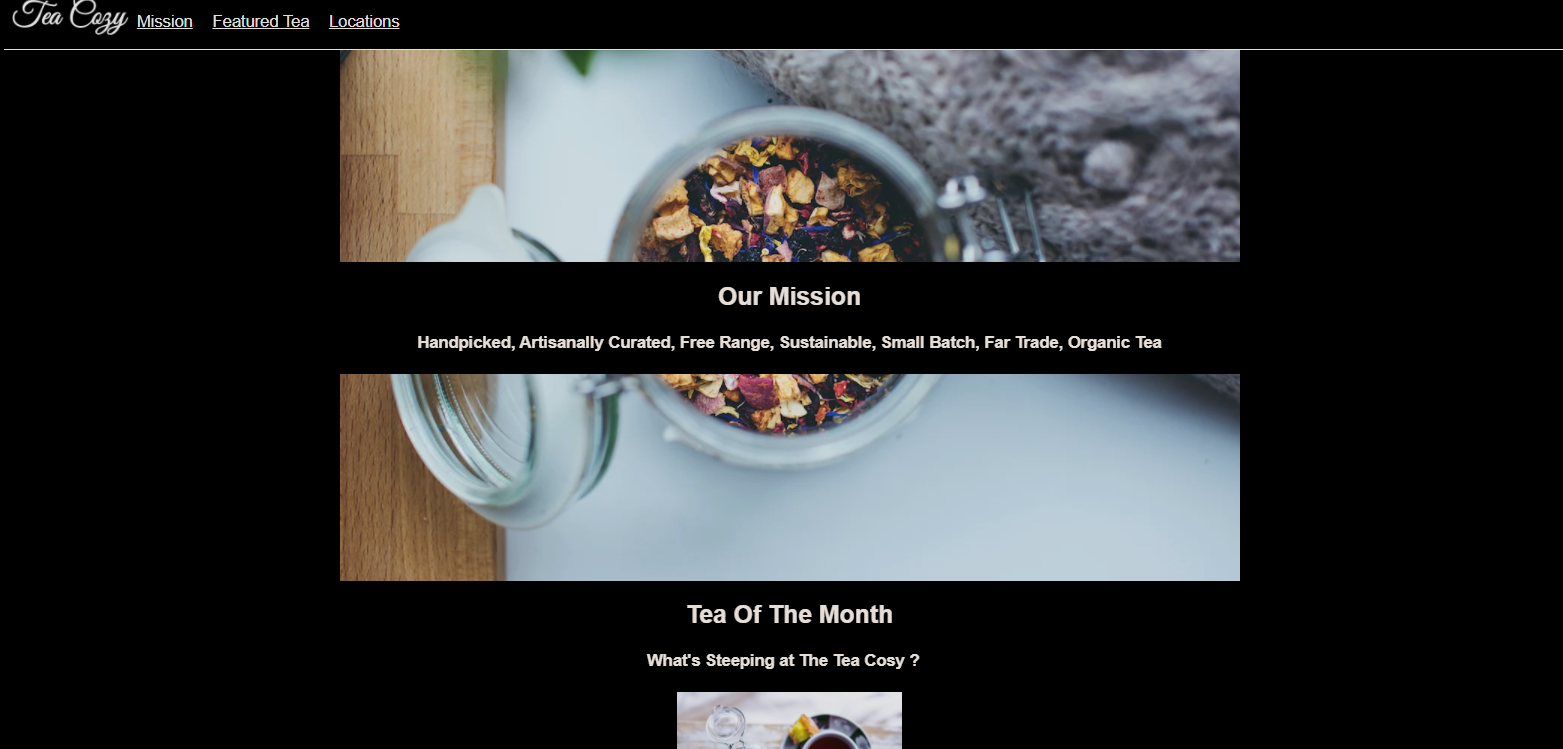 Tea Cozy Mission Featured Tea Locations
Our Mission
Handpicked, Artisanally Curated, Free Range, Sustainable, Small Batch, Far Trade, Organic Tea
Tea Of The Month
What's Steeping at The Tea Cosy ?